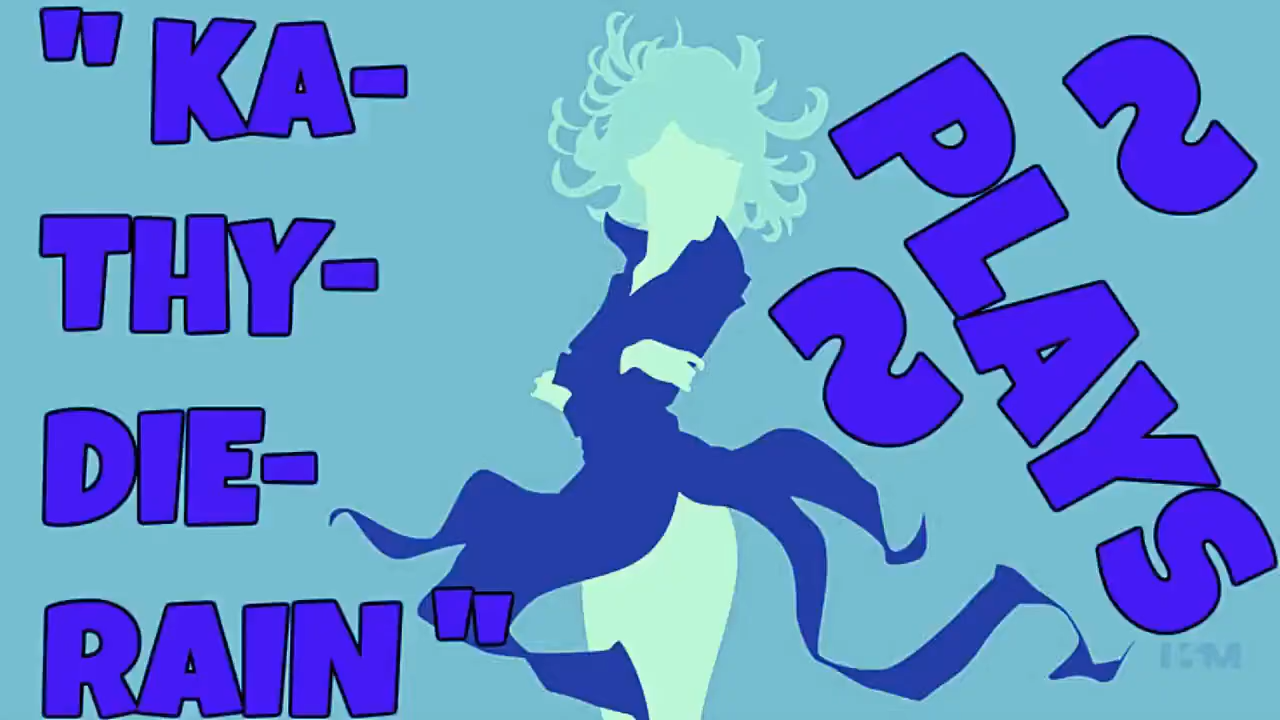 " KA-
THY-
DIE-
RAIN "
~
PLAYS
~